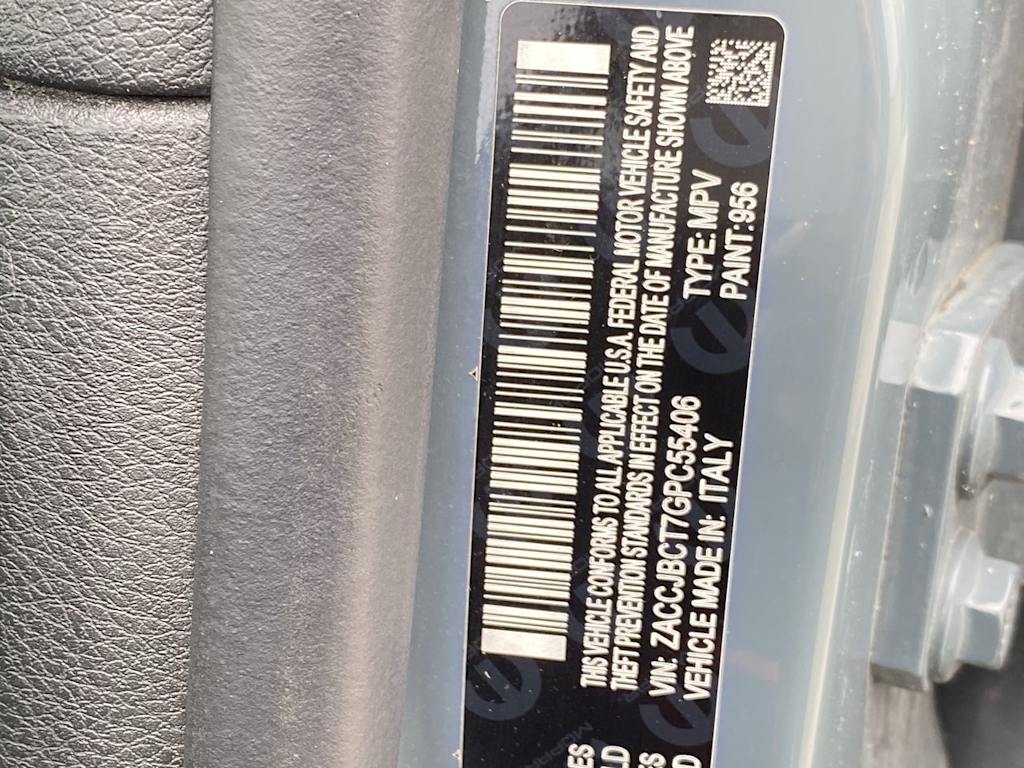 THIS VEHICLE CONFORMS TO ALL APPLICABLE U.S.A. FEDERAL MOTOR VEHICLE SAFETY AND
THEFT PREVENTION STANDARDS IN EFFECT ON THE DATE OF MANUFACTURE SHOWN ABOVE
VIN: ZACCJBCT7GPC55406 TYPE: MPV
VEHICLE MADE IN: ITALY PAINT:956